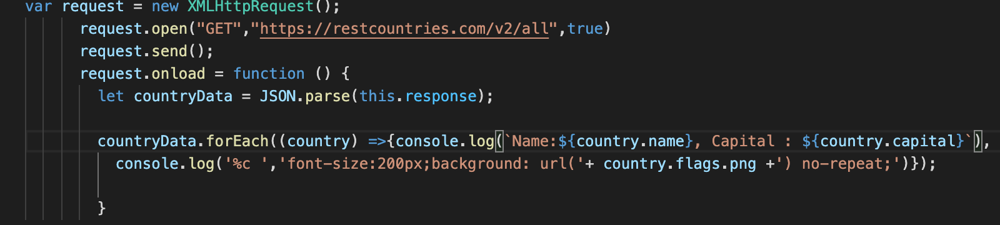 var request = new XMLHttpRequest();
request.open("GET","https://restcountries.com/v2/all",true)
request.send();
request.onload = function () {
let countryData = JSON.parse(this.response);
countryData.forEach((country) =>{console.log(`Name:${country.name}, Capital : ${country.capital}`),
console.log('%c ','font-size:200px;background: url('+ country.flags.png +') no-repeat;')});
}